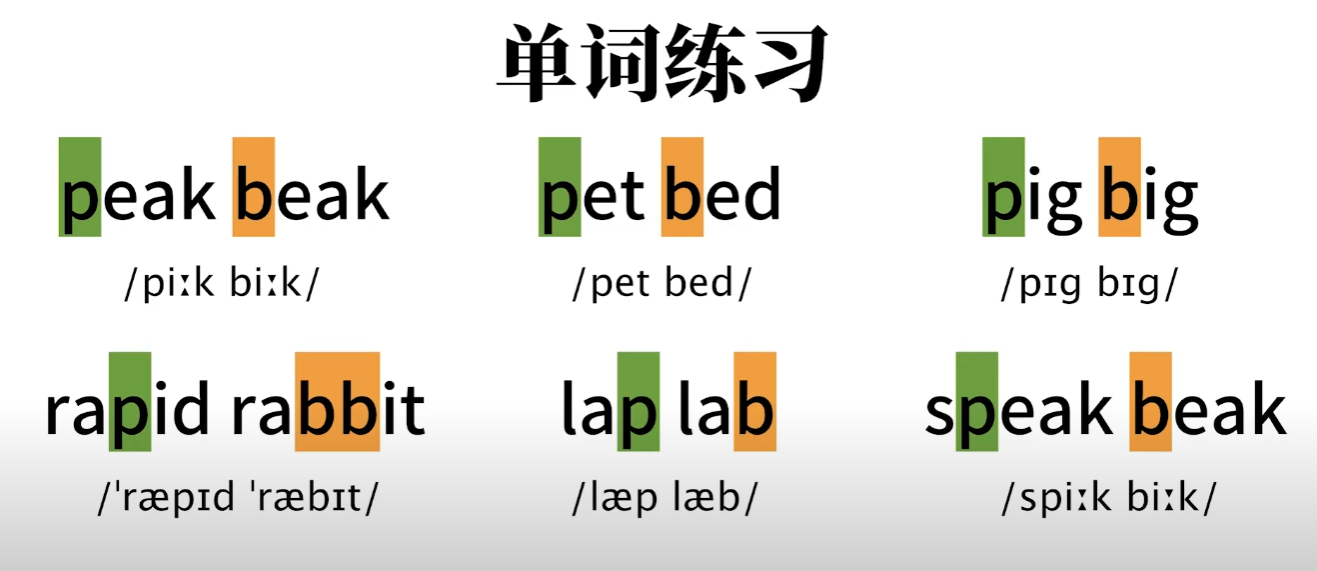 单词练习
peak beak pet bed pig big
/piːk biːk/ /pet bed/ /pɪg bɪg/
rapid rabbit lap lab speak beak
/ˈræpɪd ˈræbɪt/ /læp læb/ /spiːk biːk/